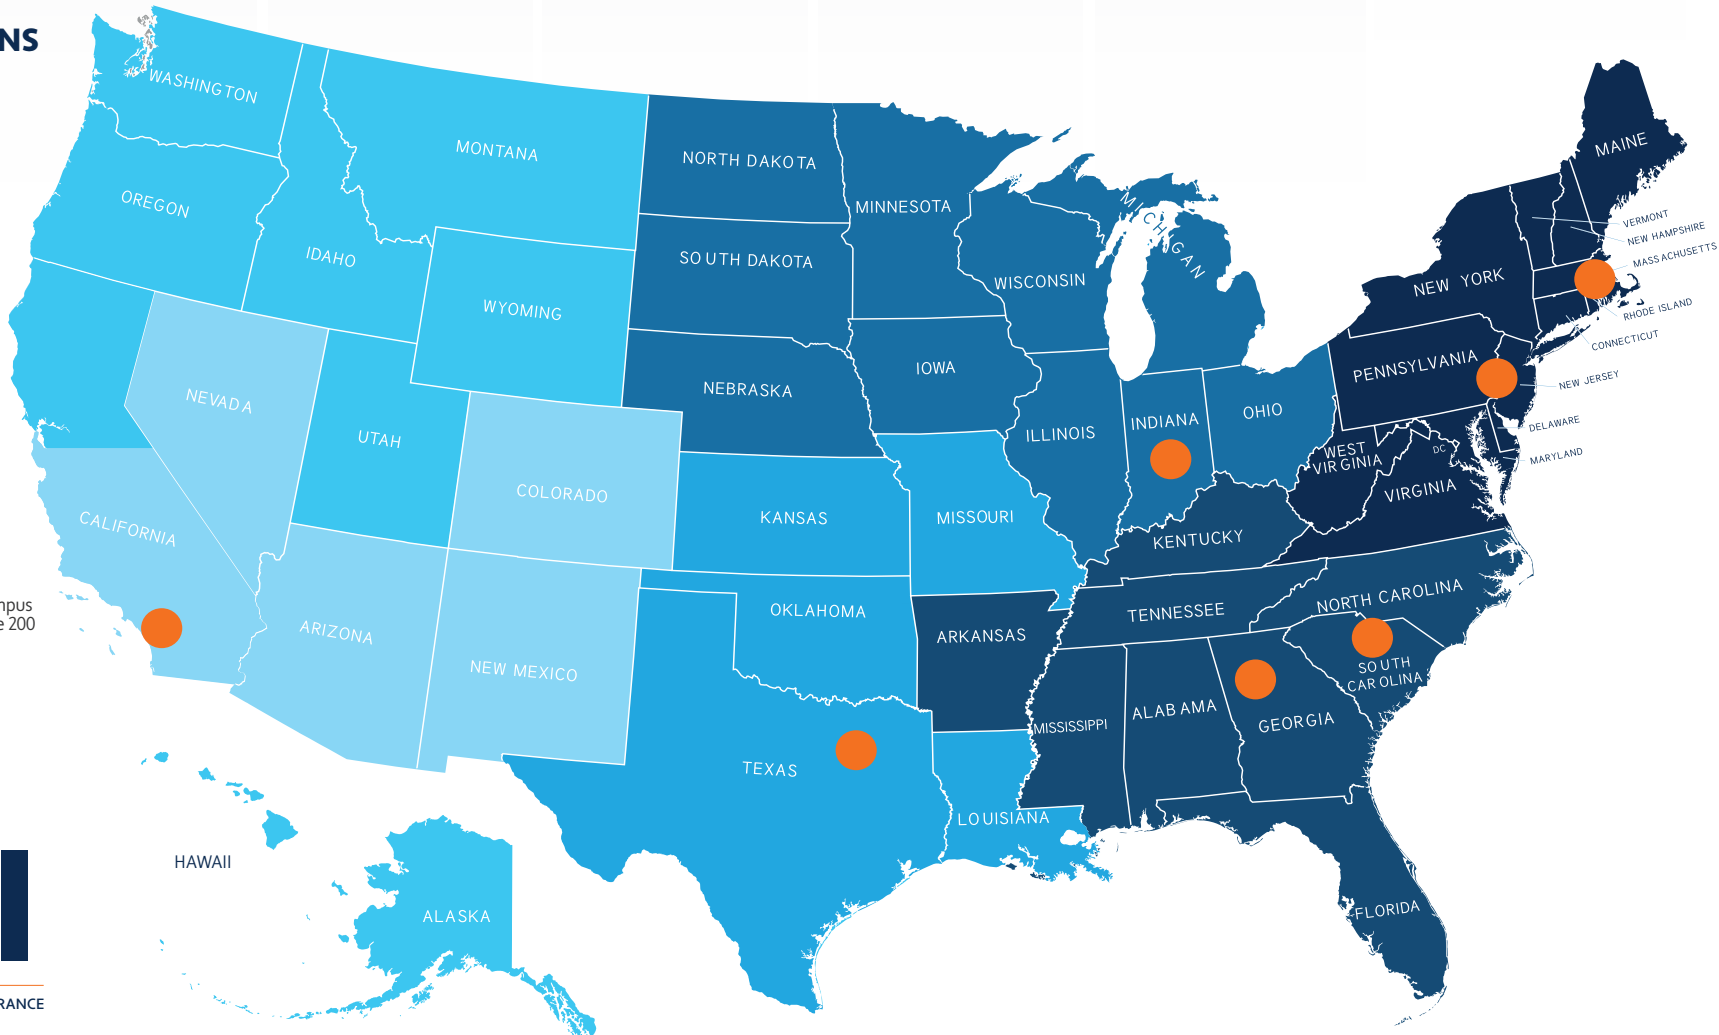 NS
WASHINGTON
MONTANA
NORTH DAKOTA
MINNESOTA
MICHIGAN
MAINE
OREGON
IDAHO
VERMONT
NEW HAMPSHIRE
MASSACHUSETTS
SOUTH DAKOTA
WISCONSIN
NEW YORK
WYOMING
RHODE ISLAND
CONNECTICUT
NEVADA
NEBRASKA
IOWA
PENNSYLVANIA
NEW JERSEY
UTAH
ILLINOIS
INDIANA
OHIO
DELAWARE
WEST
VIRGINIA
DC
MARYLAND
COLORADO
KANSAS
MISSOURI
VIRGINIA
CALIFORNIA
KENTUCKY
npus
e 200
ARIZONA
OKLAHOMA
TENNESSEE
NORTH CAROLINA
NEW MEXICO
ARKANSAS
SOUTH
CAROLINA
MISSISSIPPI
ALABAMA
GEORGIA
TEXAS
LOUISIANA
HAWAII
ALASKA
FLORIDA
RANCE